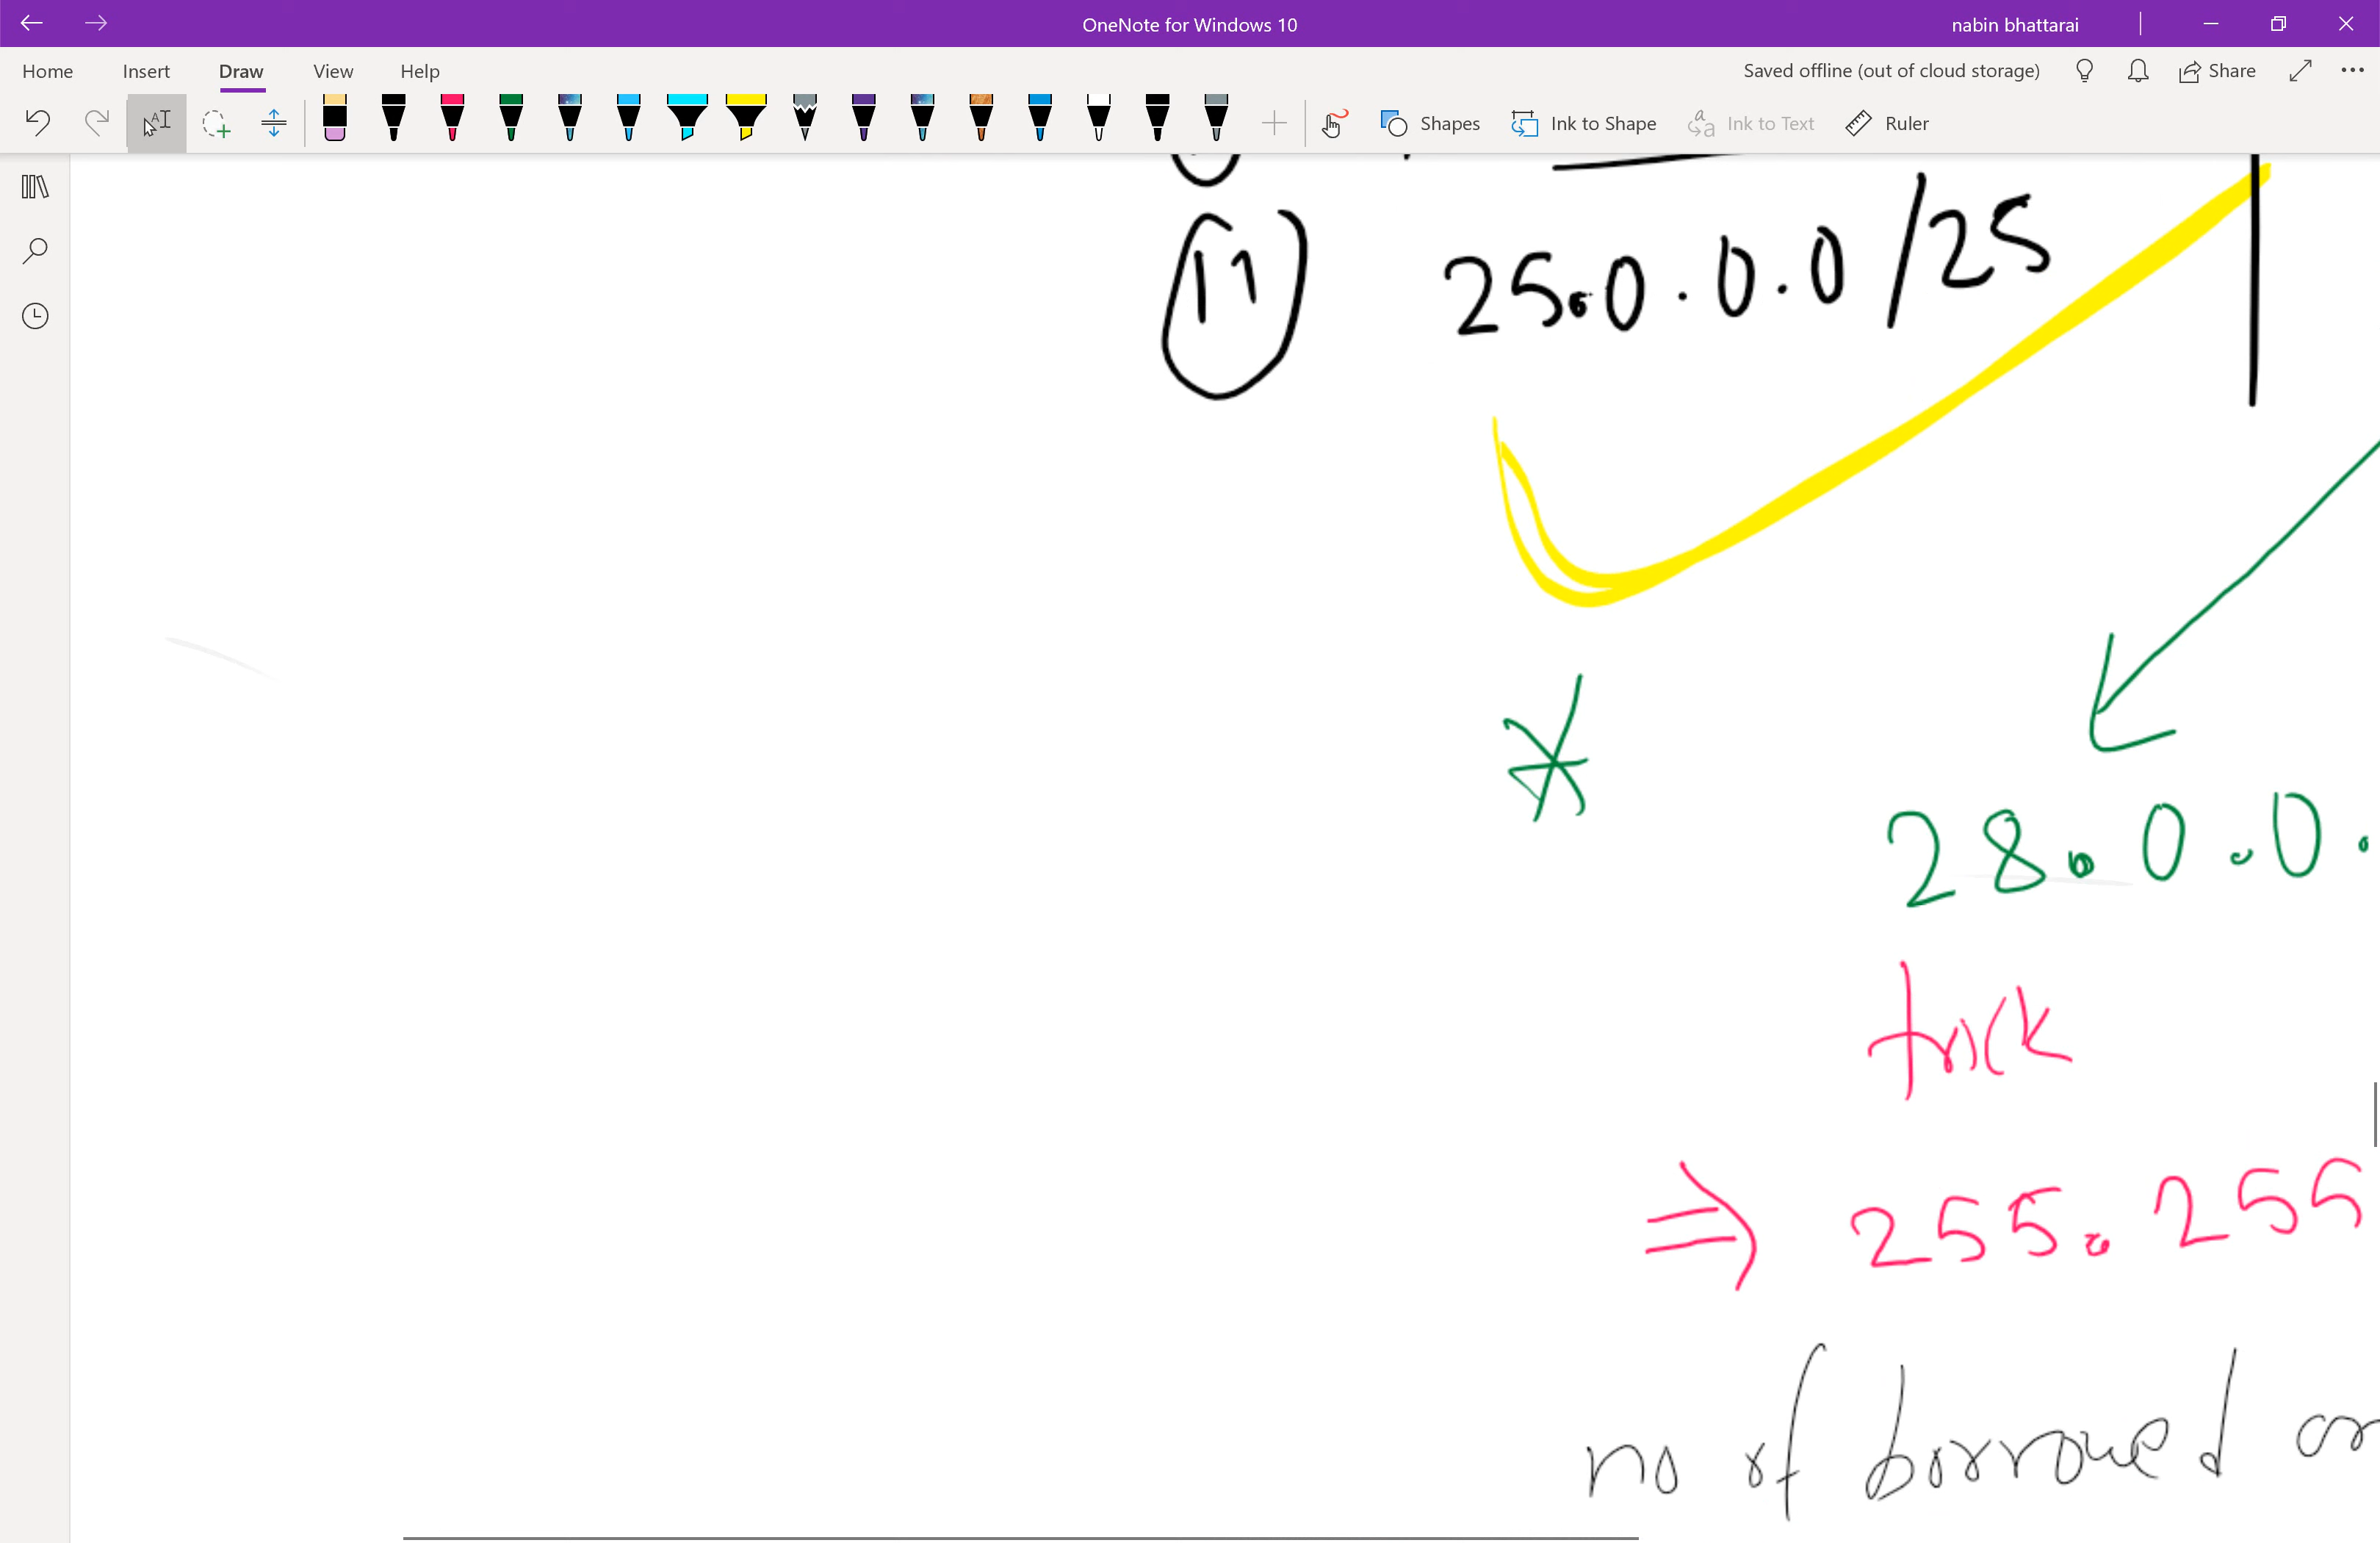 OneNote for Windows 10
nabin bhattarai
Home Insert Draw View Help
Saved offline (out of cloud storage)
Share
Shapes
Ink to Shape
Ink to Text
Ruler
(11) 25.0.0.0/25
28.0.0.
trick
⇒ 255.255
no of borrowed